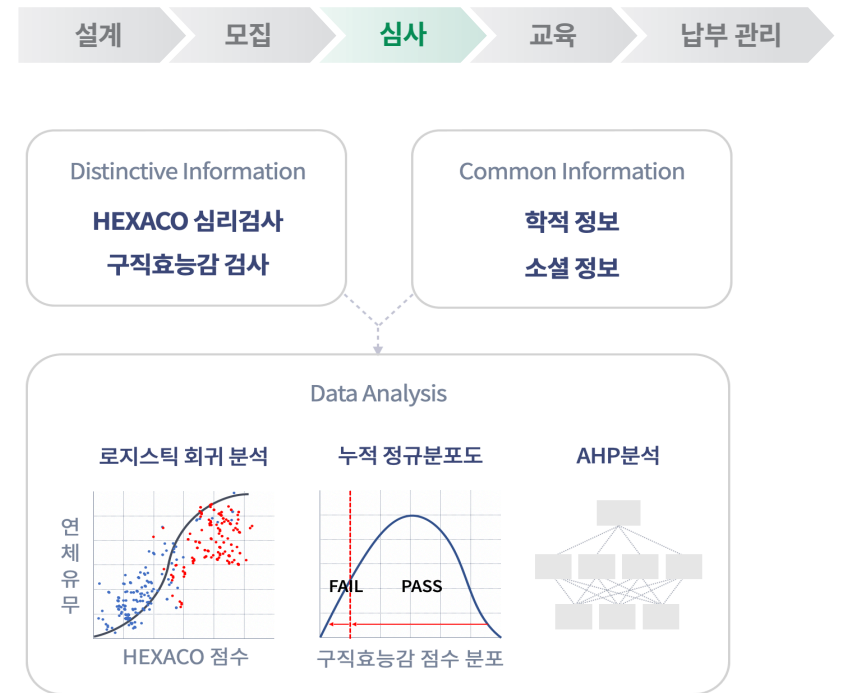 설계
모집
심사
교육
납부 관리
Distinctive Information
HEXACO 심리검사
구직효능감 검사
Common Information
학적 정보
소셜 정보
Data Analysis
로지스틱 회귀 분석
연체유무
HEXACO 점수
누적 정규분포도
FAIL
PASS
구직효능감 점수 분포
AHP분석